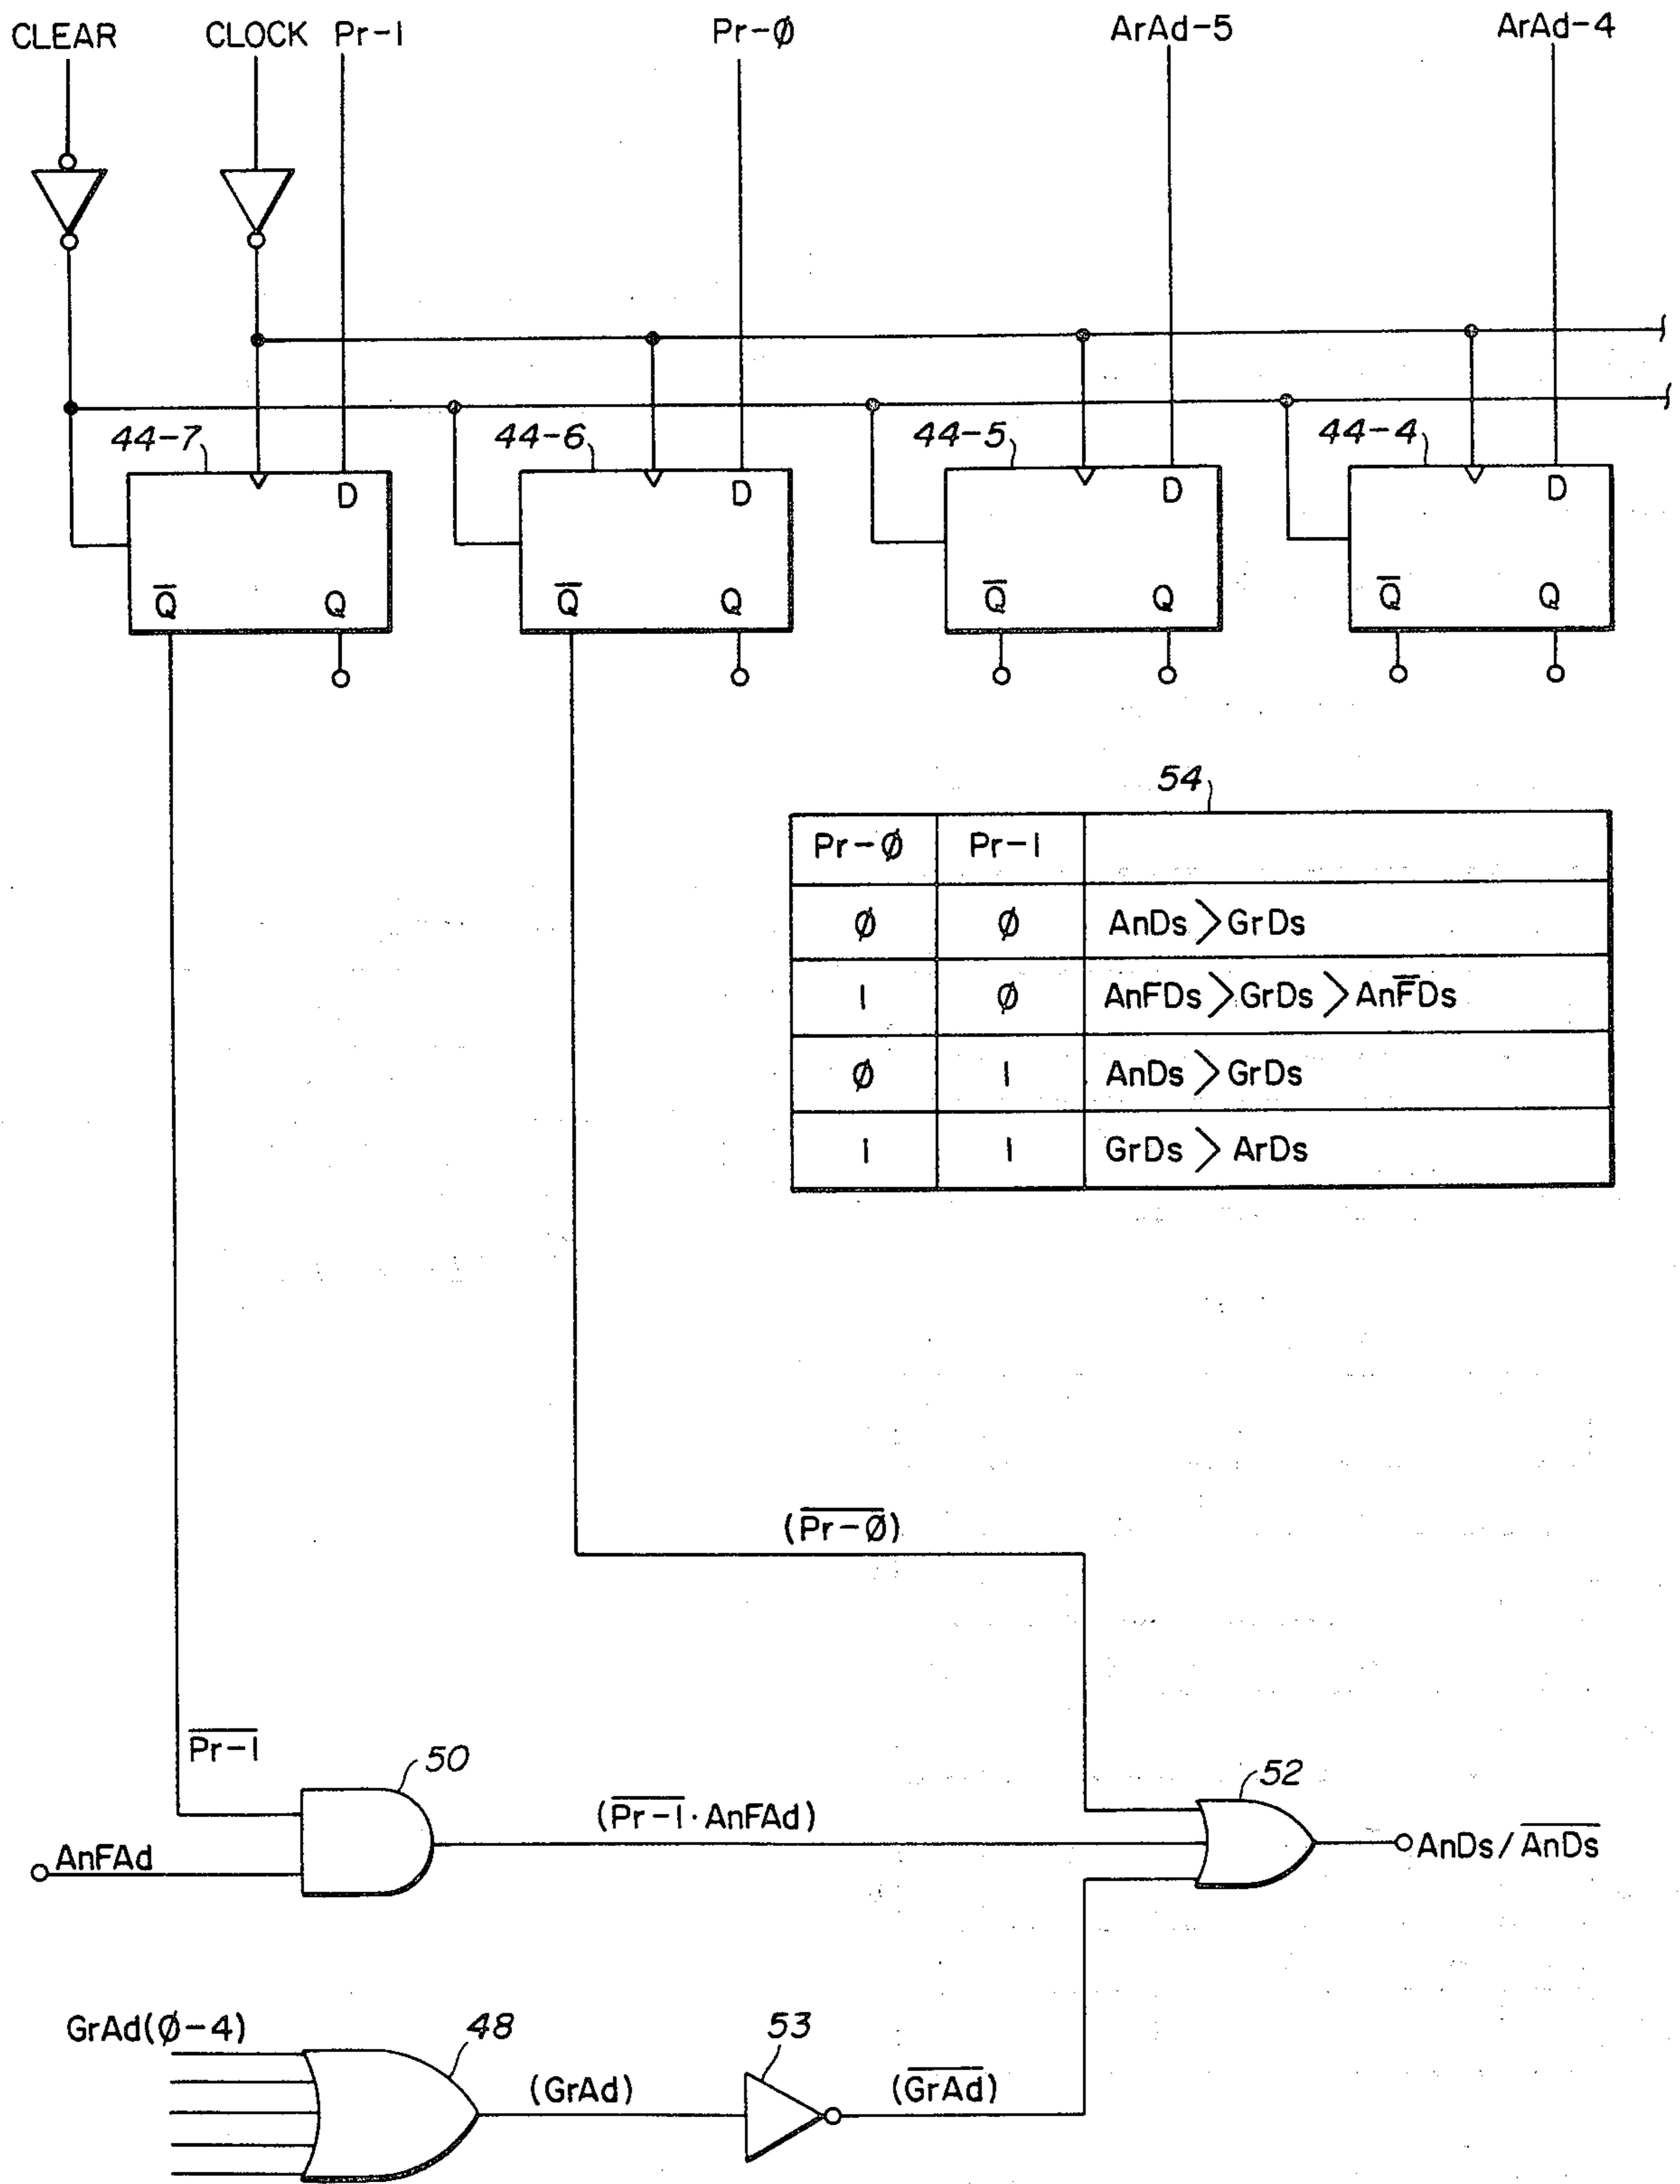 CLEAR CLOCK Pr-1 Pr-Ø ArAd-5 ArAd-4
44-7 44-6 44-5 44-4
D D D D
Q̅ Q Q̅ Q Q̅ Q Q̅ Q
54
Pr-Ø Pr-1
Ø Ø AnDs > GrDs
1 Ø AnFDs > GrDs > AnF̅Ds
Ø 1 AnDs > GrDs
1 1 GrDs > ArDs
(P̅r̅-̅Ø̅)
P̅r̅-̅1̅
50
52
(P̅r̅-̅1̅ · AnFAd)
AnFAd
AnDs / A̅n̅D̅s̅
GrAd(Ø-4)
48
53
(GrAd)
(G̅r̅A̅d̅)